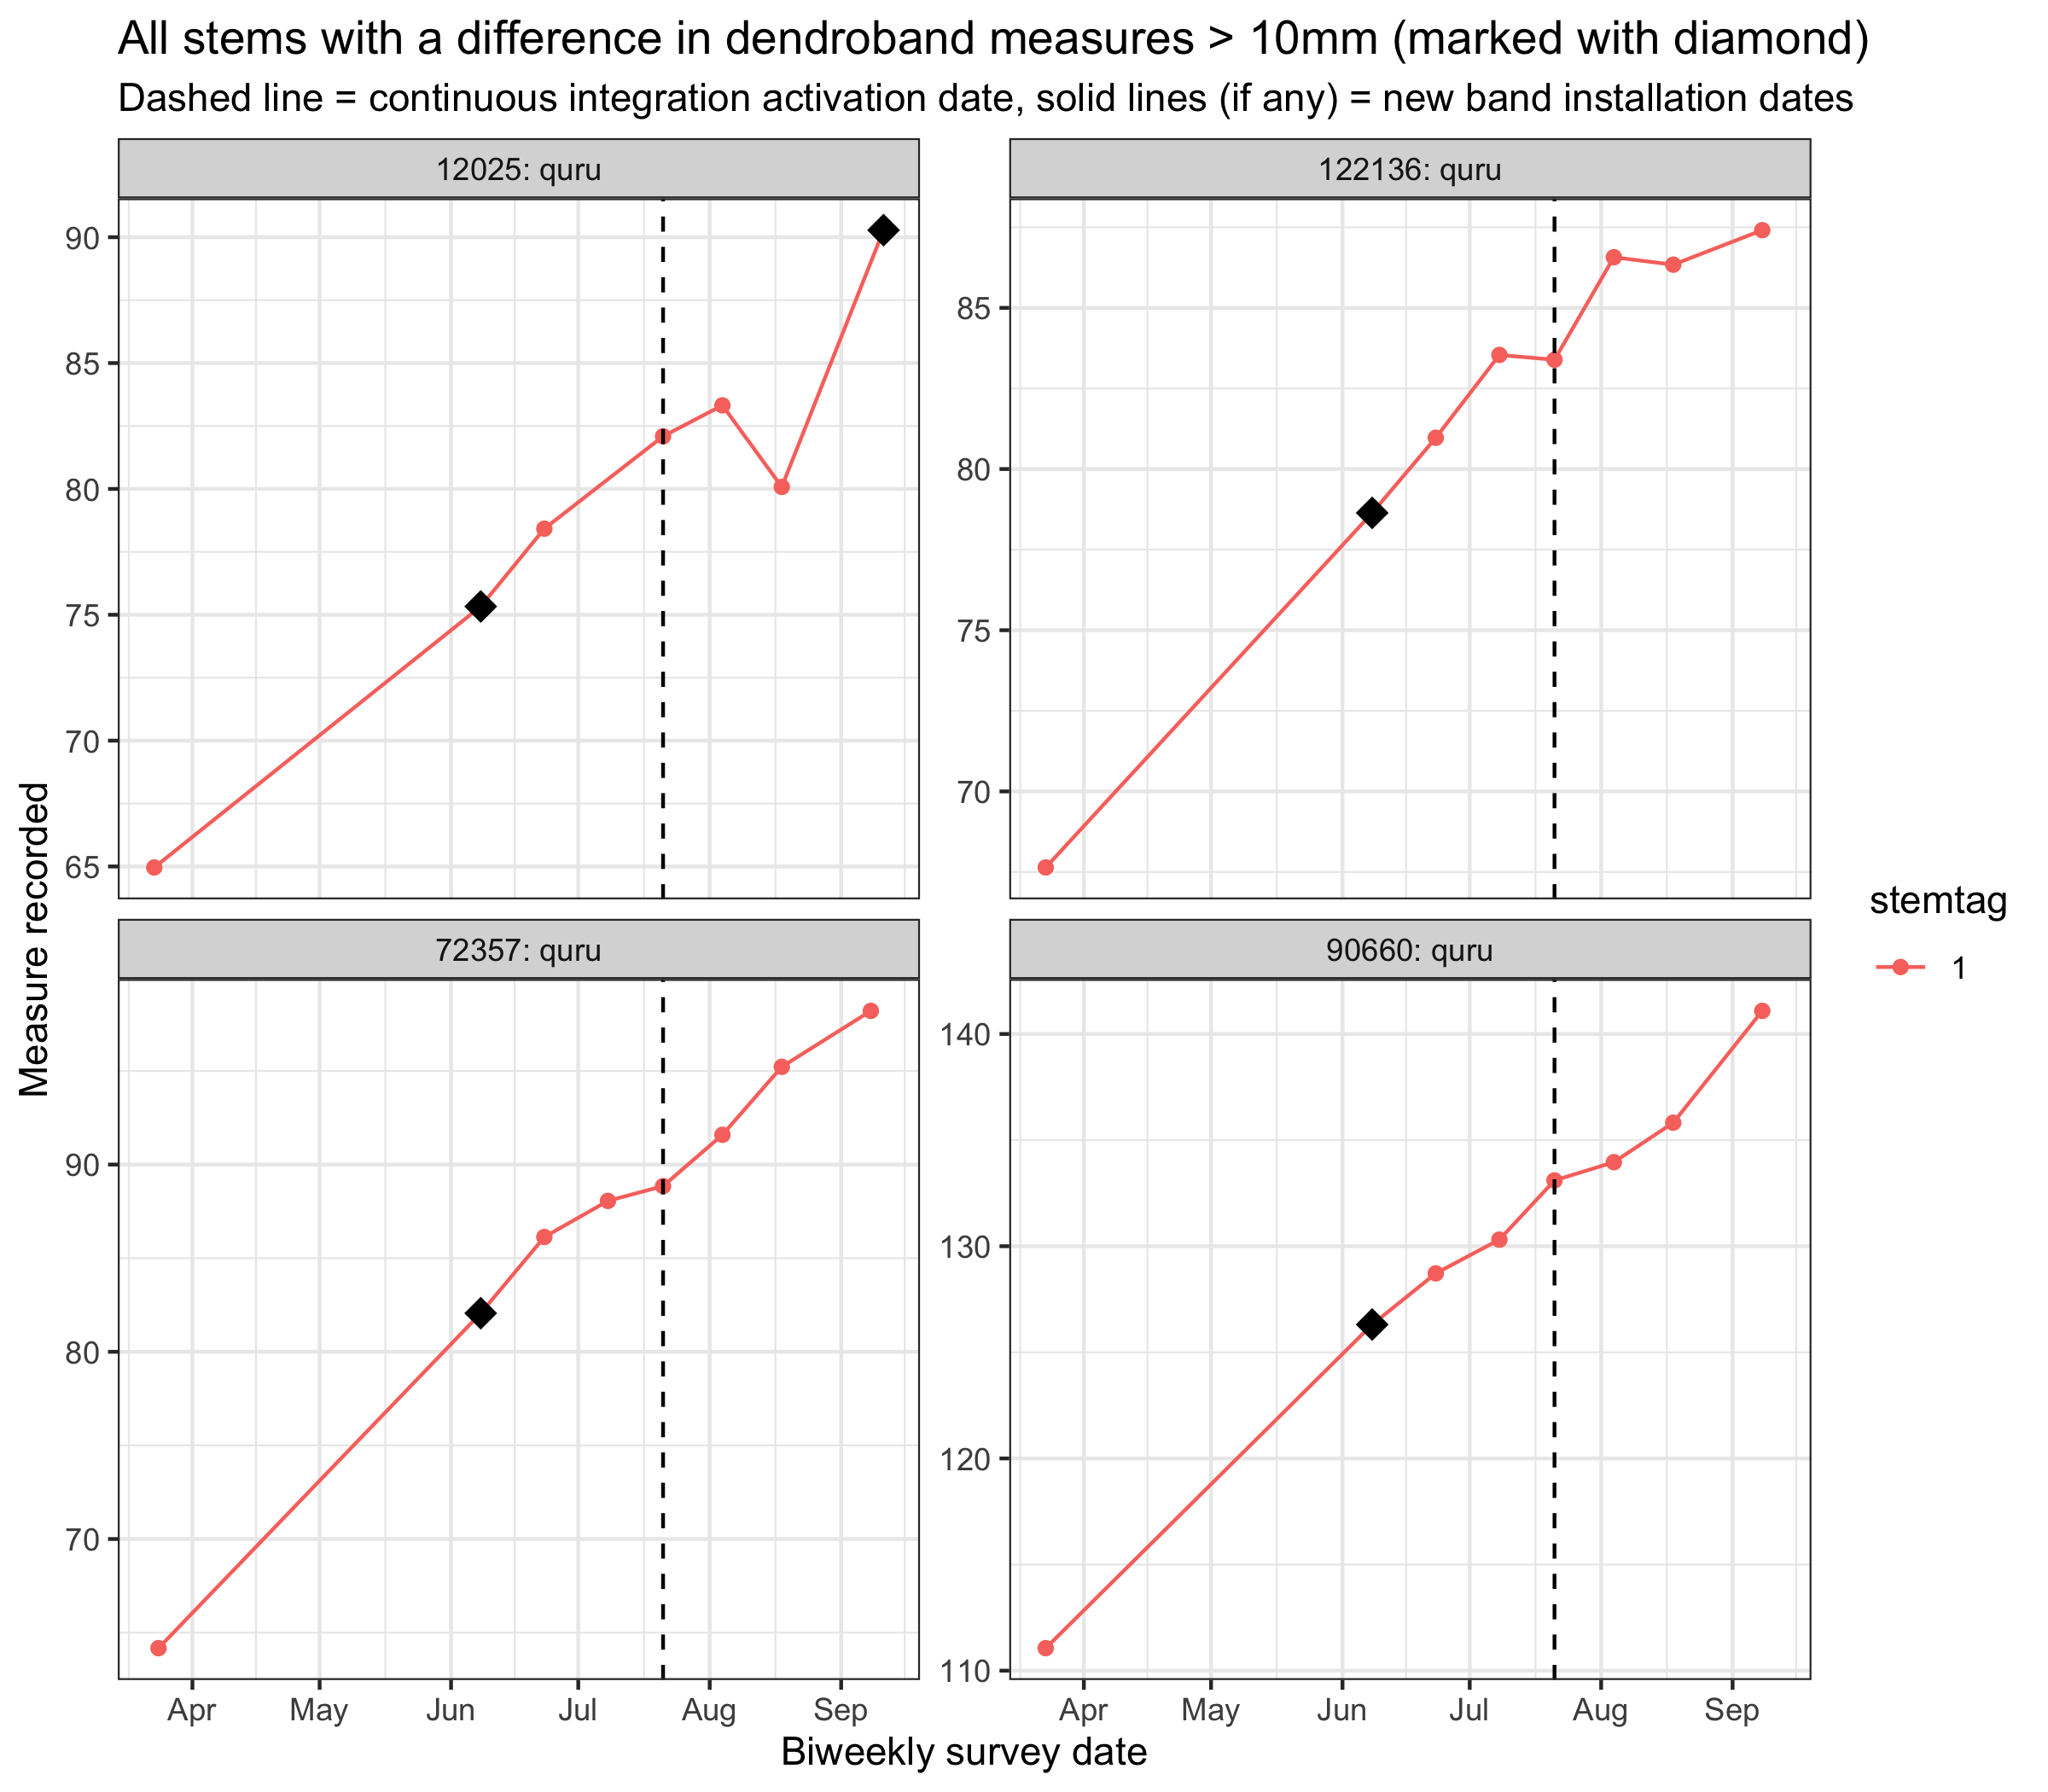 All stems with a difference in dendroband measures > 10mm (marked with diamond)
Dashed line = continuous integration activation date, solid lines (if any) = new band installation dates
12025: quru
122136: quru
90
85
80
75
70
65
85
80
75
70
Measure recorded
72357: quru
90660: quru
90
80
70
140
130
120
110
Apr May Jun Jul Aug Sep
Apr May Jun Jul Aug Sep
Biweekly survey date
stemtag
1